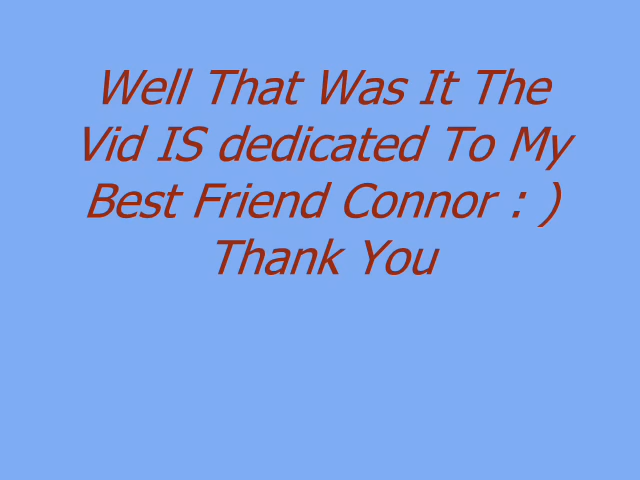 Well That Was It The
Vid IS dedicated To My
Best Friend Connor : )
Thank You